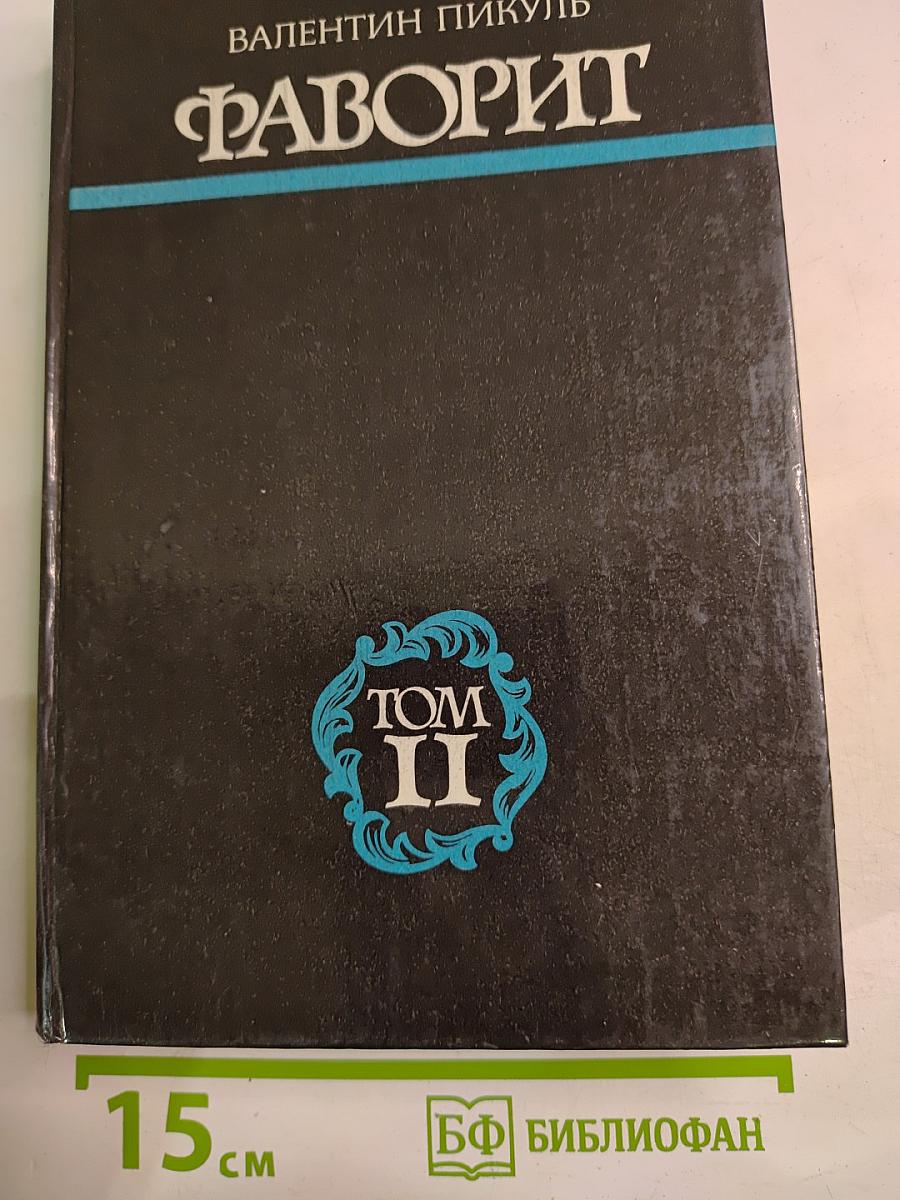 ВАЛЕНТИН ПИКУЛЬ
ФАВОРИТ
ТОМ
II
15 см
БФ БИБЛИОФАН